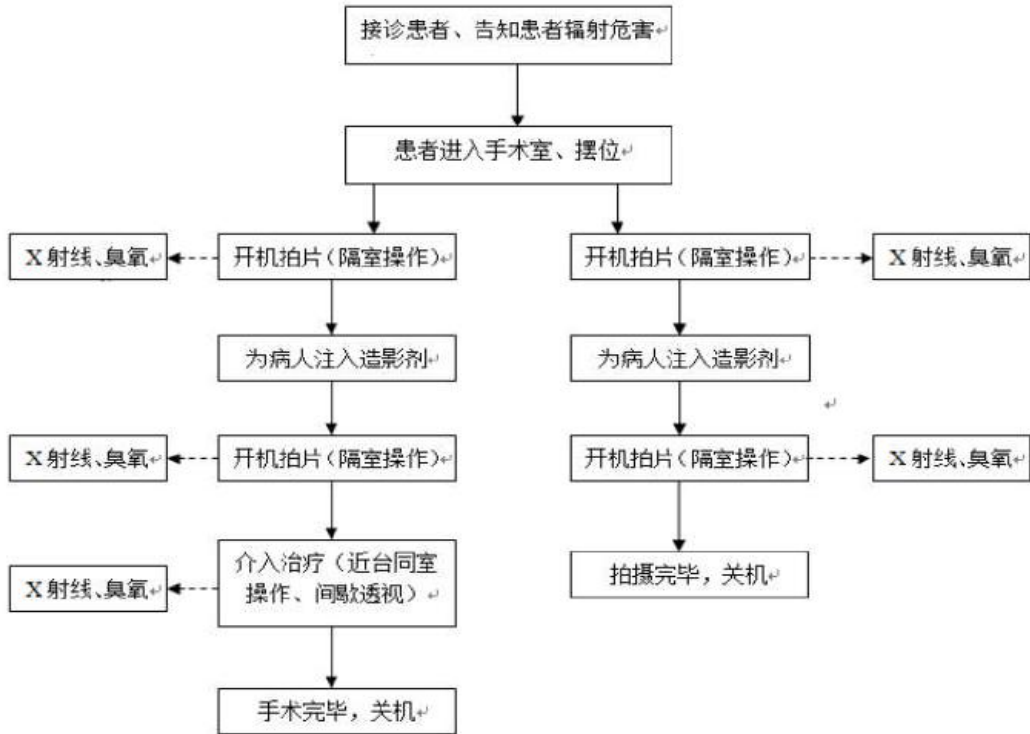 接诊患者、告知患者辐射危害
患者进入手术室、摆位
X 射线、臭氧
开机拍片（隔室操作）
开机拍片（隔室操作）
X 射线、臭氧
为病人注入造影剂
为病人注入造影剂
X 射线、臭氧
开机拍片（隔室操作）
开机拍片（隔室操作）
X 射线、臭氧
X 射线、臭氧
介入治疗（近台同室
操作、间歇透视）
拍摄完毕，关机
手术完毕，关机